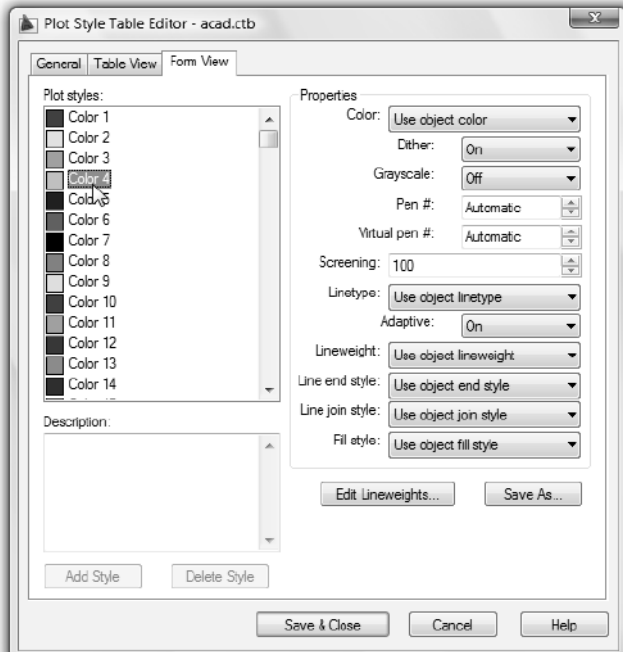 Plot Style Table Editor - acad.ctb
General
Table View
Form View
Plot styles:
Color 1
Color 2
Color 3
Color 4
Color 5
Color 6
Color 7
Color 8
Color 9
Color 10
Color 11
Color 12
Color 13
Color 14
Description:
Add Style
Delete Style
Properties
Color: Use object color
Dither: On
Grayscale: Off
Pen #: Automatic
Virtual pen #: Automatic
Screening: 100
Linetype: Use object linetype
Adaptive: On
Lineweight: Use object lineweight
Line end style: Use object end style
Line join style: Use object join style
Fill style: Use object fill style
Edit Lineweights...
Save As...
Save & Close
Cancel
Help